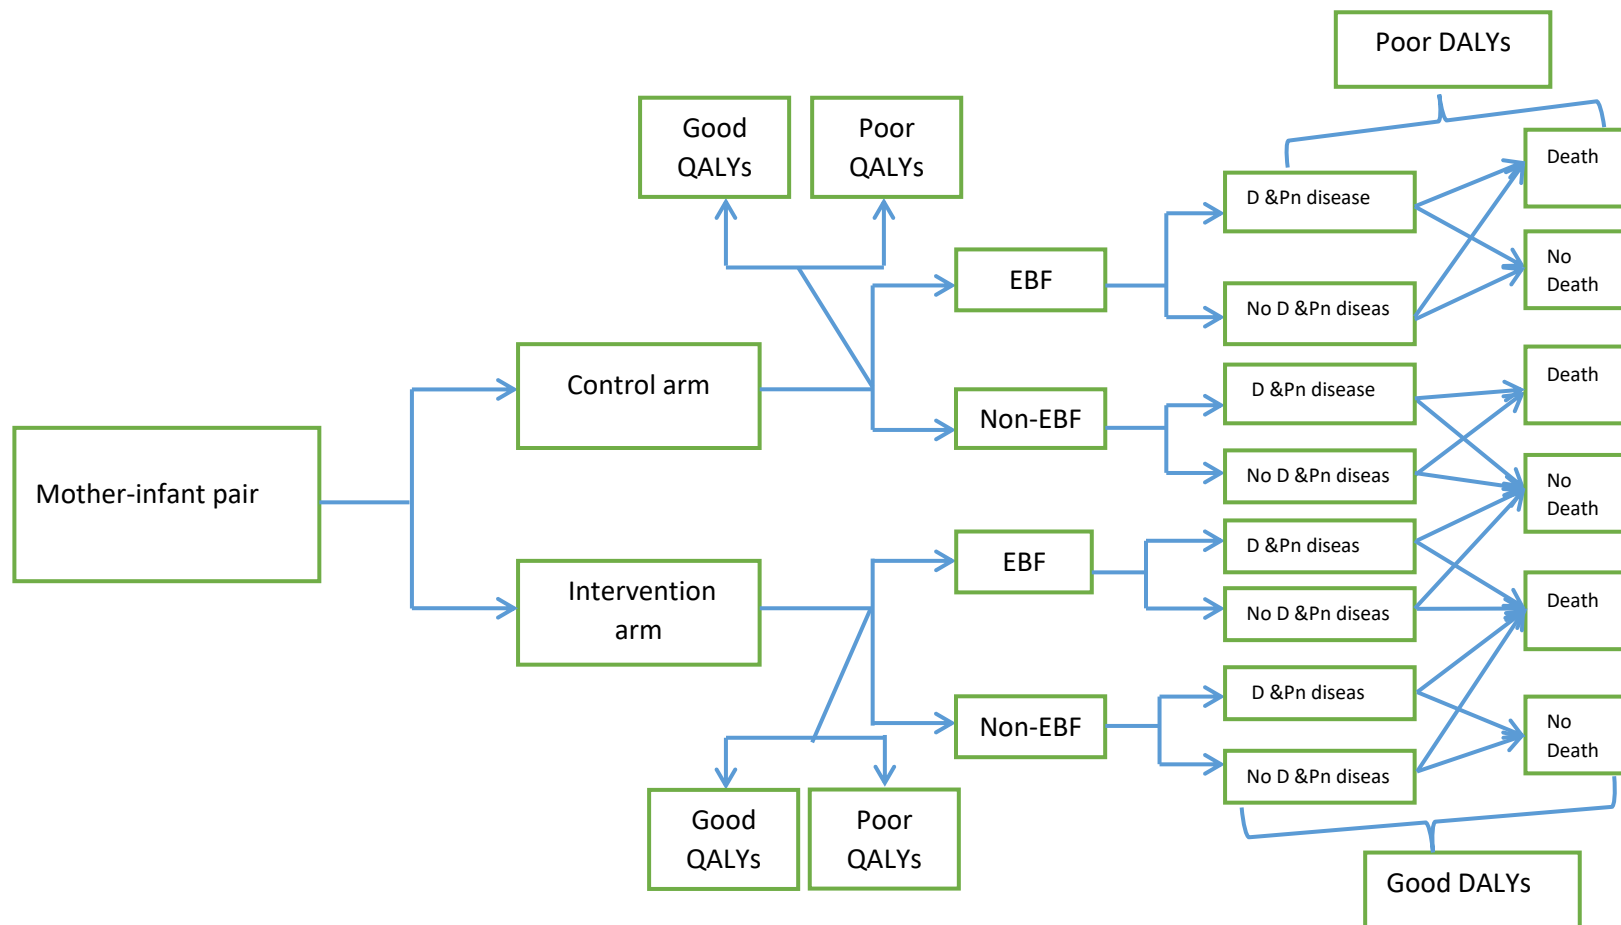 Poor DALYs
Good
QALYs
Poor
QALYs
Death
D &Pn disease
No
Death
EBF
No D &Pn diseas
Control arm
D &Pn disease
Death
Non-EBF
No D &Pn diseas
No
Death
Mother-infant pair
D &Pn diseas
EBF
Intervention
arm
No D &Pn diseas
Death
D &Pn diseas
Non-EBF
No
Death
No D &Pn diseas
Good
QALYs
Poor
QALYs
Good DALYs